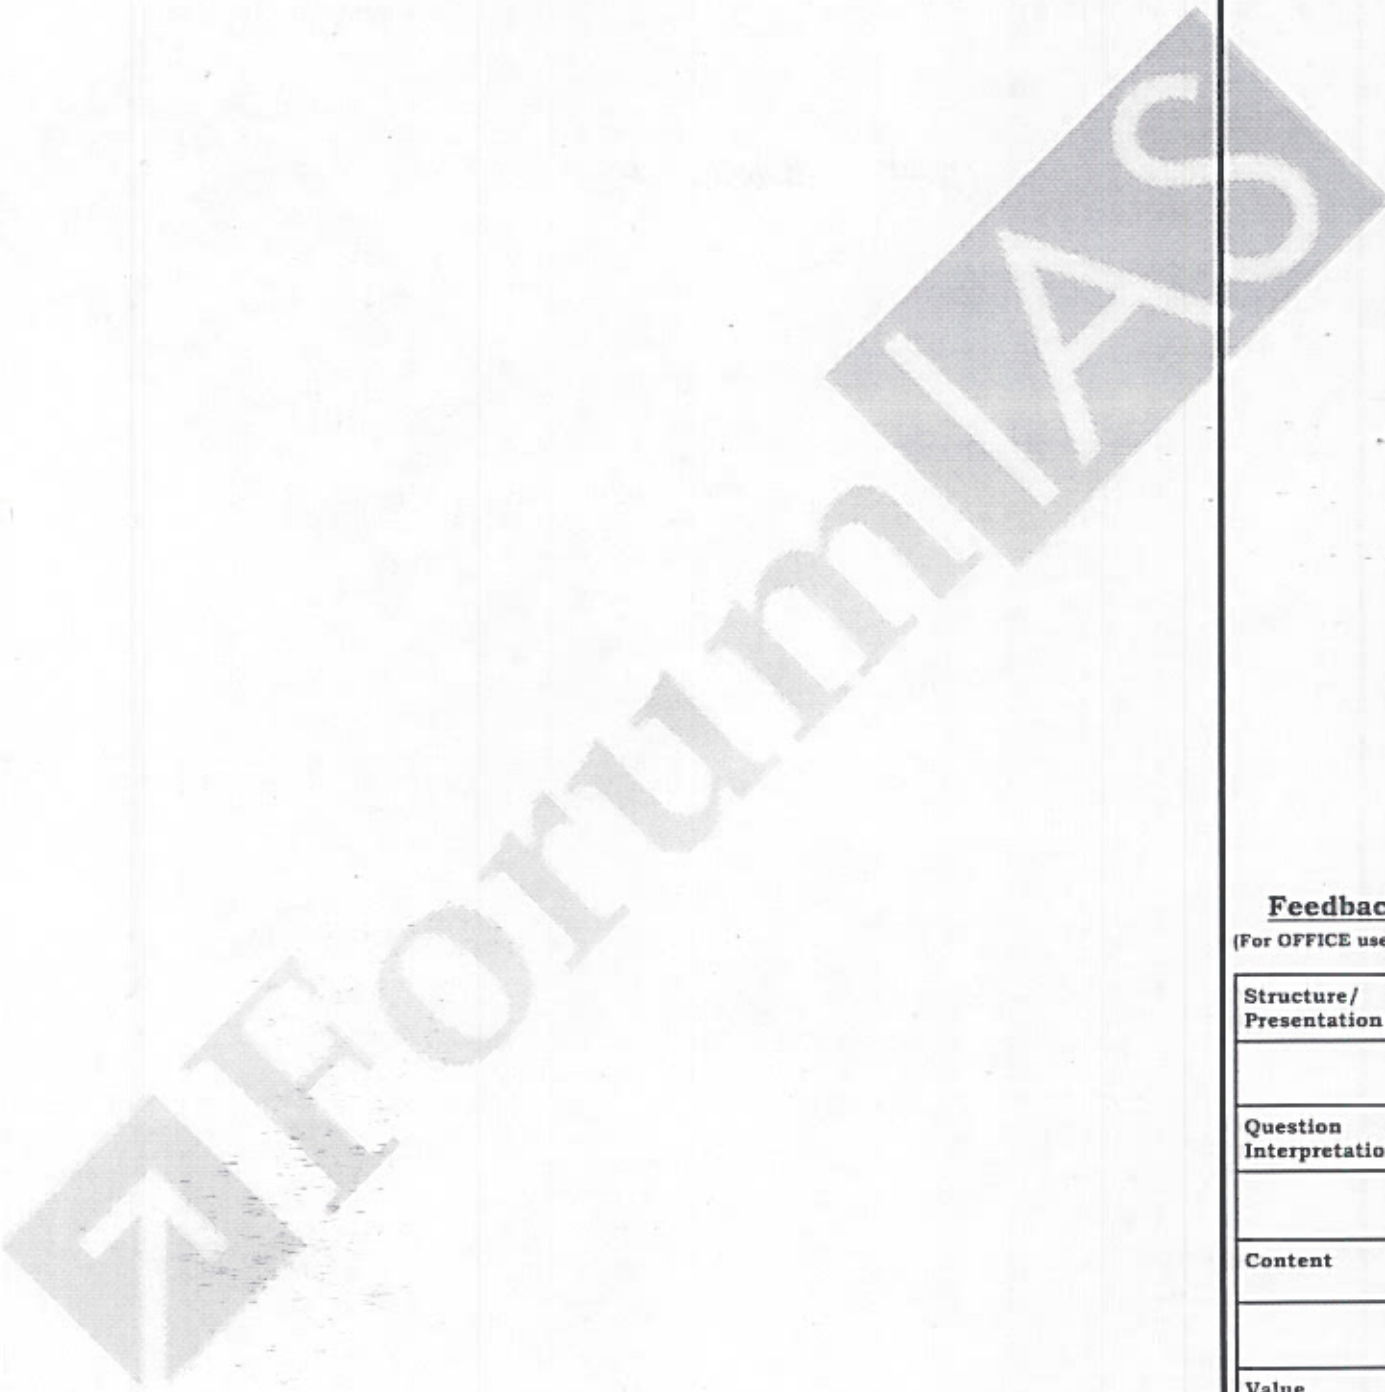 ForumIAS
Feedbac
(For OFFICE use
Structure/
Presentation
Question
Interpretatio
Content
Value